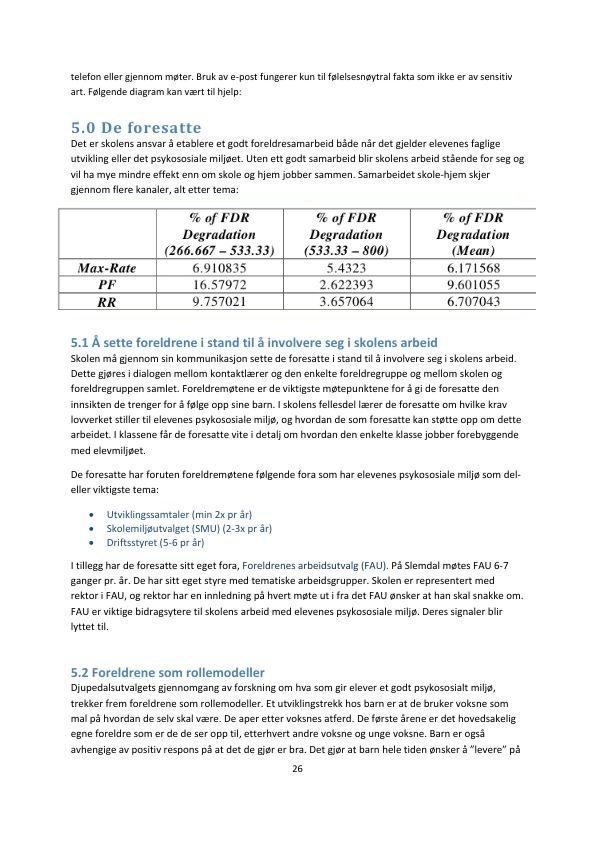 telefon eller gjennom møter. Bruk av e-post fungerer kun til følelsesnøytral fakta som ikke er av sensitiv
art. Følgende diagram kan vært til hjelp:
5.0 De foresatte
Det er skolens ansvar å etablere et godt foreldresamarbeid både når det gjelder elevenes faglige
utvikling eller det psykososiale miljøet. Uten ett godt samarbeid blir skolens arbeid stående for seg og
vil ha mye mindre effekt enn om skole og hjem jobber sammen. Samarbeidet skole-hjem skjer
gjennom flere kanaler, alt etter tema:
% of FDR % of FDR % of FDR
Degradation Degradation Degradation
(266.667 – 533.33) (533.33 – 800) (Mean)
Max-Rate 6.910835 5.4323 6.171568
PF 16.57972 2.622393 9.601055
RR 9.757021 3.657064 6.707043
5.1 Å sette foreldrene i stand til å involvere seg i skolens arbeid
Skolen må gjennom sin kommunikasjon sette de foresatte i stand til å involvere seg i skolens arbeid.
Dette gjøres i dialogen mellom kontaktlærer og den enkelte foreldregruppe og mellom skolen og
foreldregruppen samlet. Foreldremøtene er de viktigste møtepunktene for å gi de foresatte den
innsikten de trenger for å følge opp sine barn. I skolens fellesdel lærer de foresatte om hvilke krav
lovverket stiller til elevenes psykososiale miljø, og hvordan de som foresatte kan støtte opp om dette
arbeidet. I klassene får de foresatte vite i detalj om hvordan den enkelte klasse jobber forebyggende
med elevmiljøet.
De foresatte har foruten foreldremøtene følgende fora som har elevenes psykososiale miljø som del-
eller viktigste tema:
• Utviklingssamtaler (min 2x pr år)
• Skolemiljøutvalget (SMU) (2-3x pr år)
• Driftsstyret (5-6 pr år)
I tillegg har de foresatte sitt eget fora, Foreldrenes arbeidsutvalg (FAU). På Slemdal møtes FAU 6-7
ganger pr. år. De har sitt eget styre med tematiske arbeidsgrupper. Skolen er representert med
rektor i FAU, og rektor har en innledning på hvert møte ut i fra det FAU ønsker at han skal snakke om.
FAU er viktige bidragsytere til skolens arbeid med elevenes psykososiale miljø. Deres signaler blir
lyttet til.
5.2 Foreldrene som rollemodeller
Djupedalsutvalgets gjennomgang av forskning om hva som gir elever et godt psykososialt miljø,
trekker frem foreldrene som rollemodeller. Et utviklingstrekk hos barn er at de bruker voksne som
mal på hvordan de selv skal være. De aper etter voksnes atferd. De første årene er det hovedsakelig
egne foreldre som er de de ser opp til, etterhvert andre voksne og unge voksne. Barn er også
avhengige av positiv respons på at det de gjør er bra. Det gjør at barn hele tiden ønsker å ”levere” på
26